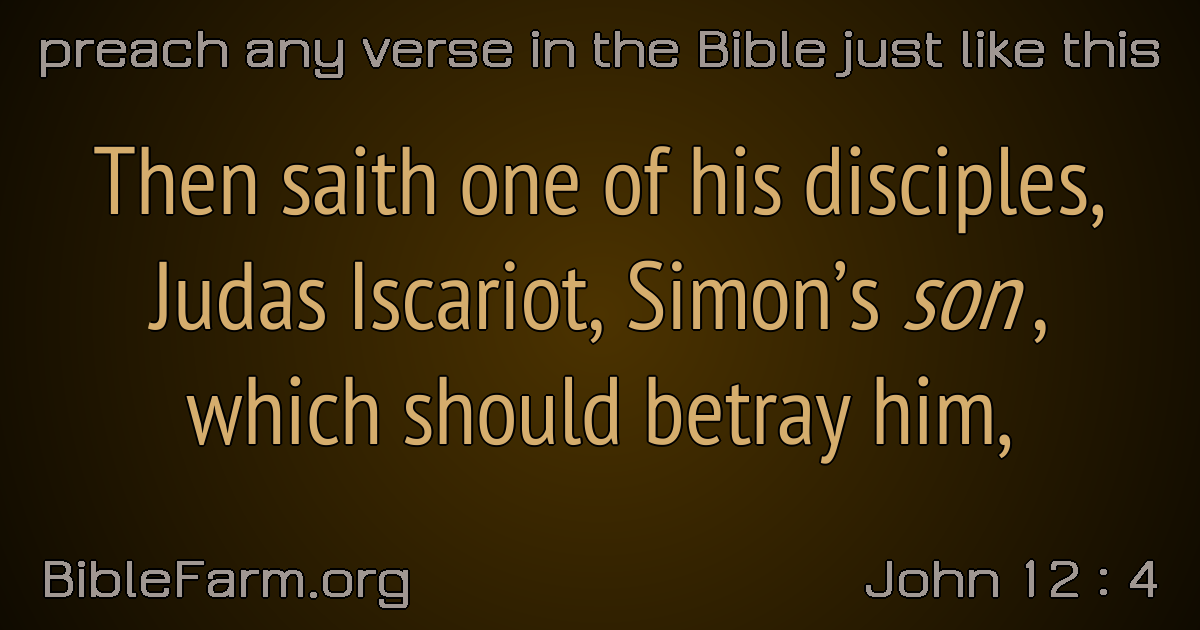 preach any verse in the Bible just like this
Then saith one of his disciples,
Judas Iscariot, Simon’s son,
which should betray him,
BibleFarm.org
John 12 : 4